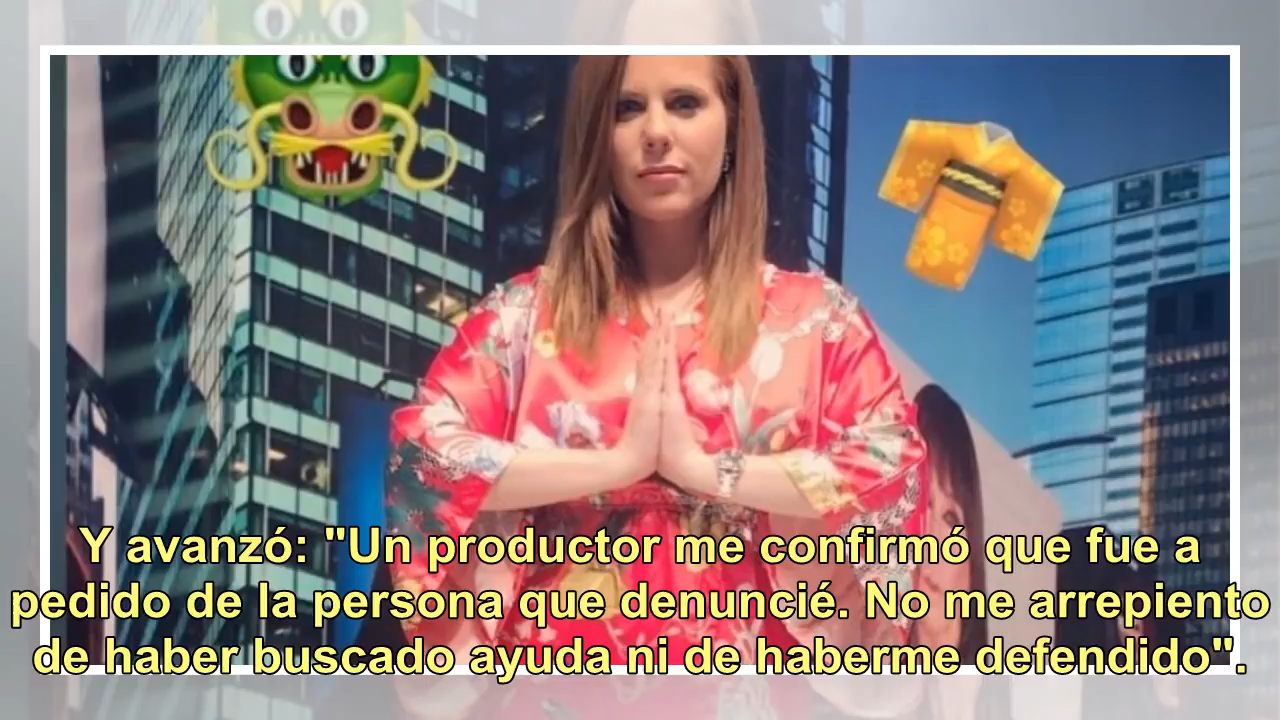 Y avanzó: "Un productor me confirmó que fue a
pedido de la persona que denuncié. No me arrepiento
de haber buscado ayuda ni de haberme defendido".